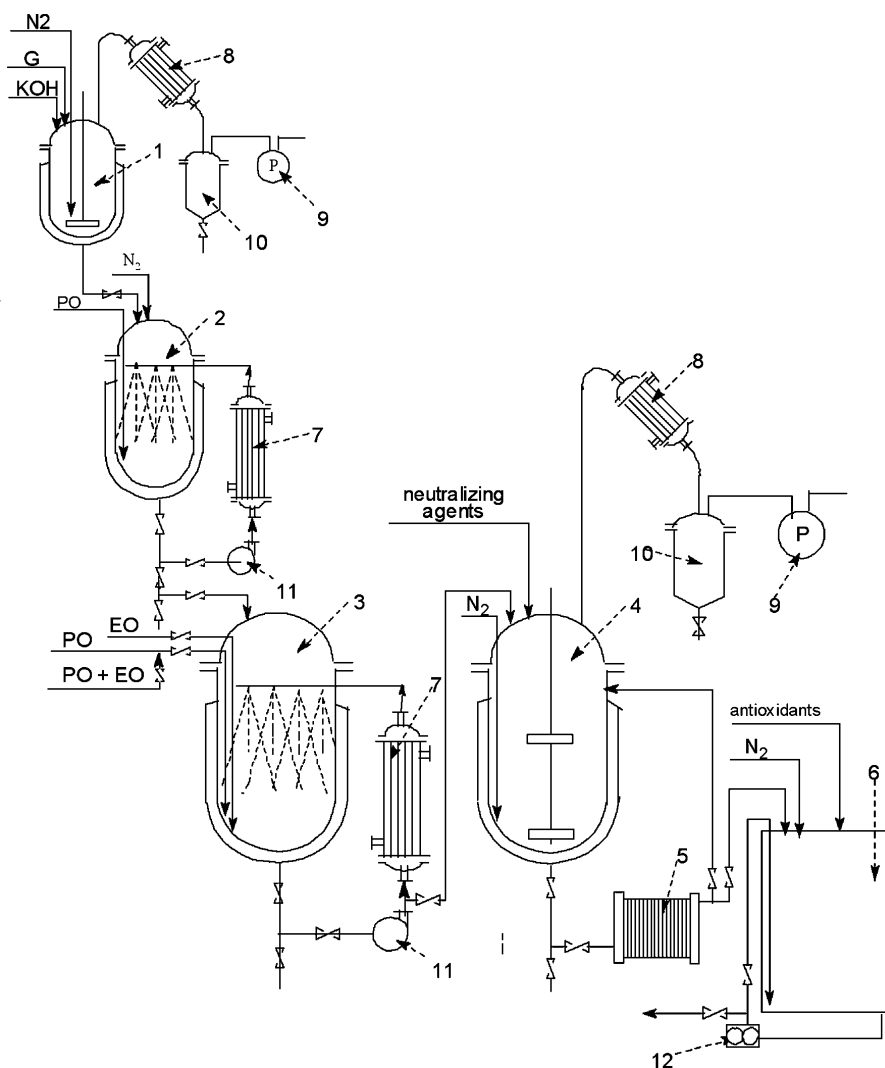 N2
G
KOH
8
1
P
9
10
N₂
PO
2
7
8
neutralizing
agents
11
P
10
9
EO
3
N₂
4
PO
PO + EO
7
antioxidants
N₂
6
5
11
12